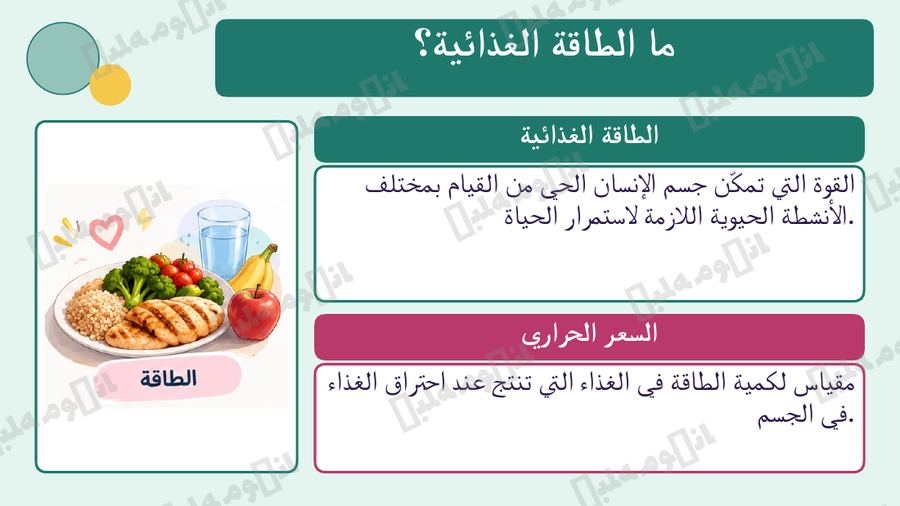 ما الطاقة الغذائية؟
الطاقة الغذائية
القوة التي تمكّن جسم الإنسان الحي من القيام بمختلف
الأنشطة الحيوية اللازمة لاستمرار الحياة.
السعر الحراري
مقياس لكمية الطاقة في الغذاء التي تنتج عند احتراق الغذاء
في الجسم.
الطاقة